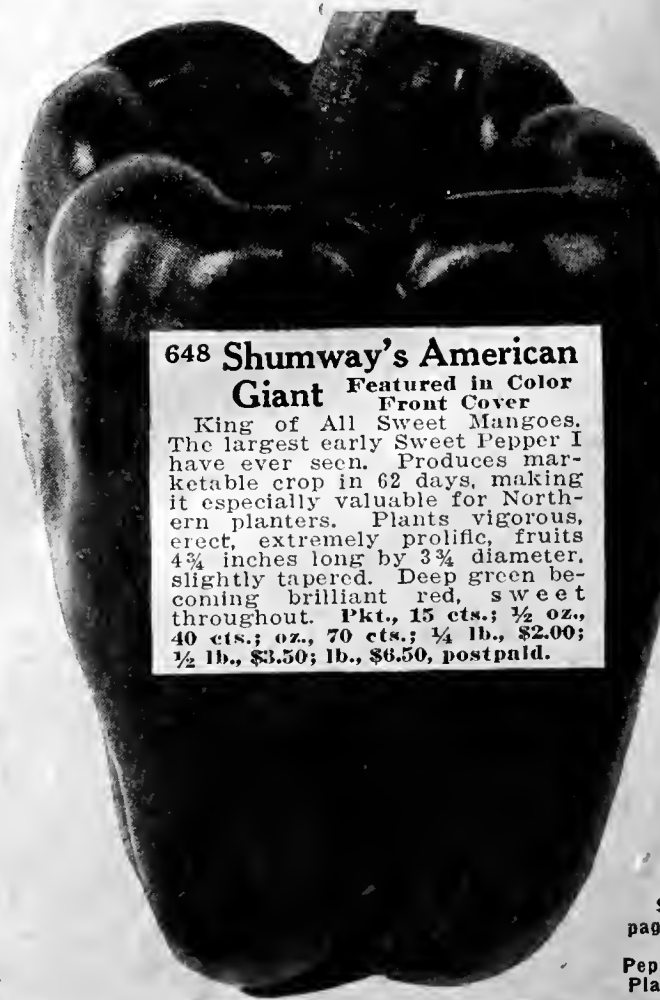 648 Shumway's American
Giant Featured in Color
Front Cover
King of All Sweet Mangoes.
The largest early Sweet Pepper I
have ever seen. Produces mar-
ketable crop in 62 days, making
it especially valuable for North-
ern planters. Plants vigorous,
erect, extremely prolific, fruits
4¾ inches long by 3¾ diameter,
slightly tapered. Deep green be-
coming brilliant red, sweet
throughout. Pkt., 15 cts.; ½ oz.,
40 cts.; oz., 70 cts.; ¼ lb., $2.00;
½ lb., $3.50; lb., $6.50, postpaid.
pag
Pep
Pla